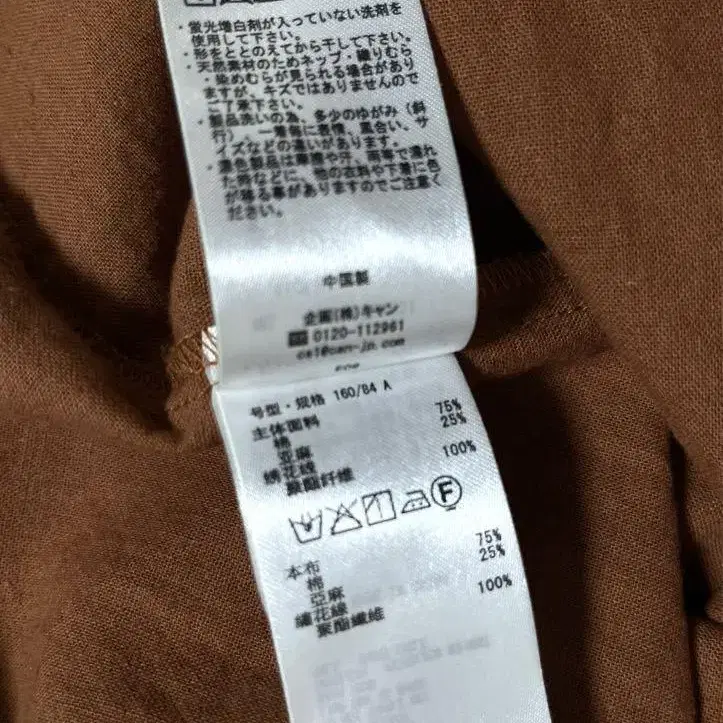 ・蛍光増白剤が入っていない洗剤を
使用して下さい。
・形をととのえてから干して下さい。
・天然素材のためネップ・織りむら
・染めむらが見られる場合があり
ますが、キズではありませんので
ご了承下さい。
・製品洗いの為、多少のゆがみ（斜
行）、一着毎に表情、風合い、サ
イズなどの違いがあります。
・濃色製品は摩擦や汗、雨等で濡れ
た時などに、他の衣料や下着に色
が移る事がありますのでご注意く
ださい。
中国製
企画(株)キャン
0120-112961
cs1@can-jp.com
号型・规格 160/84 A
主体面料
棉 75%
亚麻 25%
绣花线
聚酯纤维 100%
F
本布
棉 75%
亞麻 25%
繡花線
聚酯纖維 100%